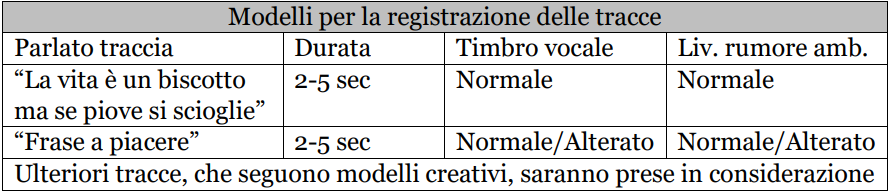 Modelli per la registrazione delle tracce
Parlato traccia Durata Timbro vocale Liv. rumore amb.
“La vita è un biscotto 2-5 sec Normale Normale
ma se piove si scioglie”
“Frase a piacere” 2-5 sec Normale/Alterato Normale/Alterato
Ulteriori tracce, che seguono modelli creativi, saranno prese in considerazione